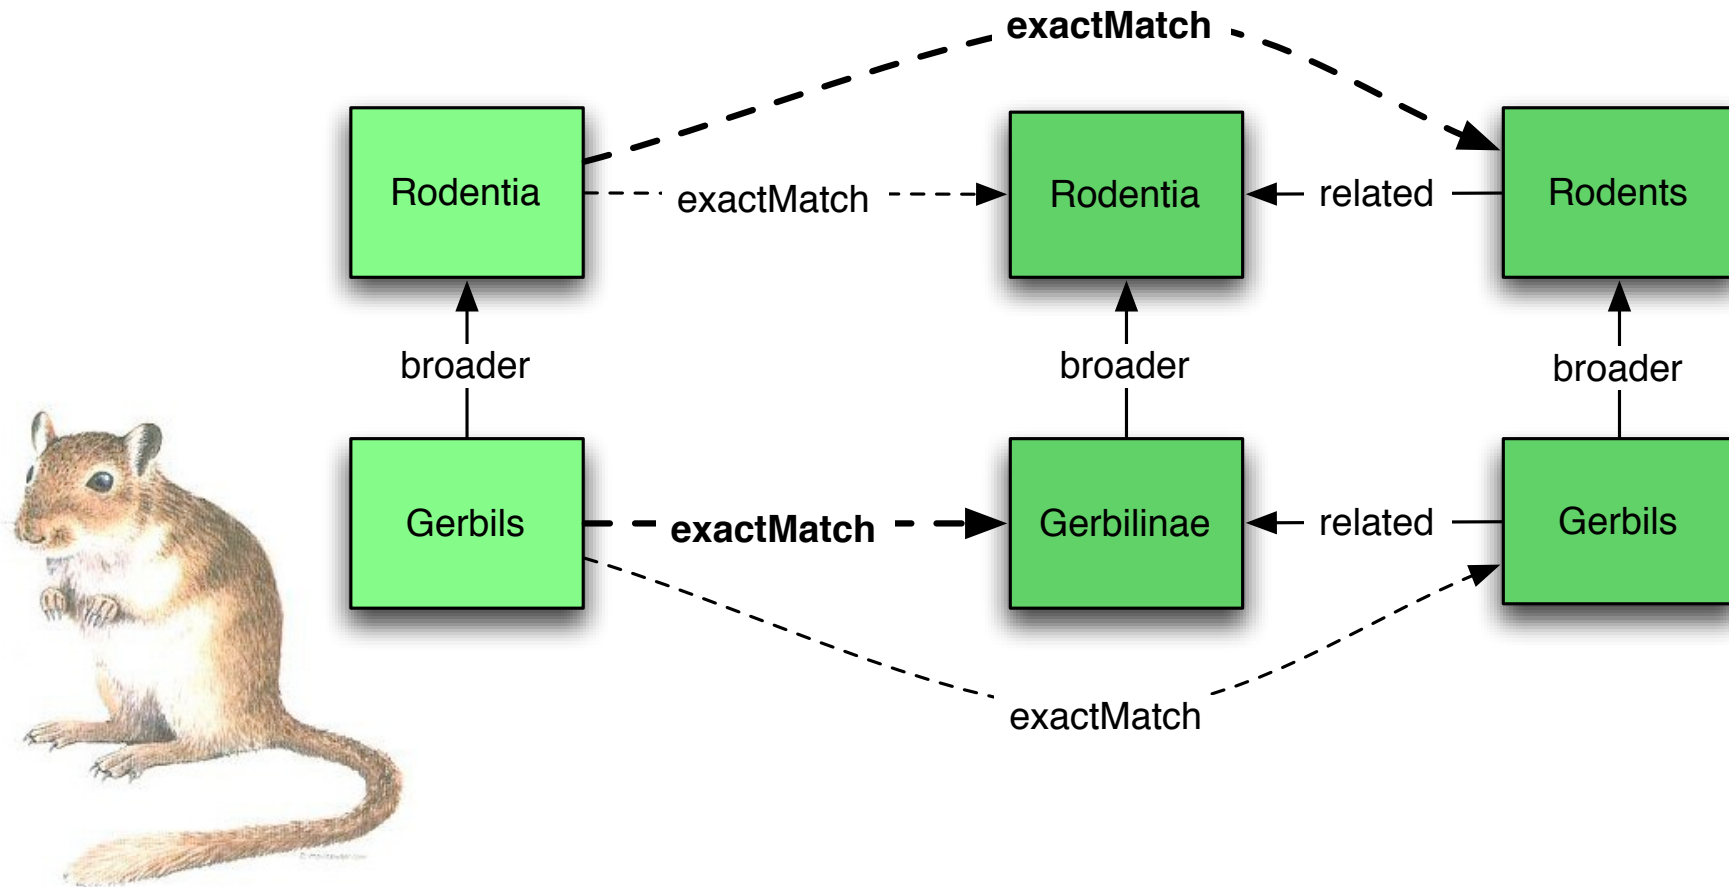 exactMatch
Rodentia
exactMatch
Rodentia
related
Rodents
broader
broader
broader
Gerbils
exactMatch
Gerbilinae
related
Gerbils
exactMatch